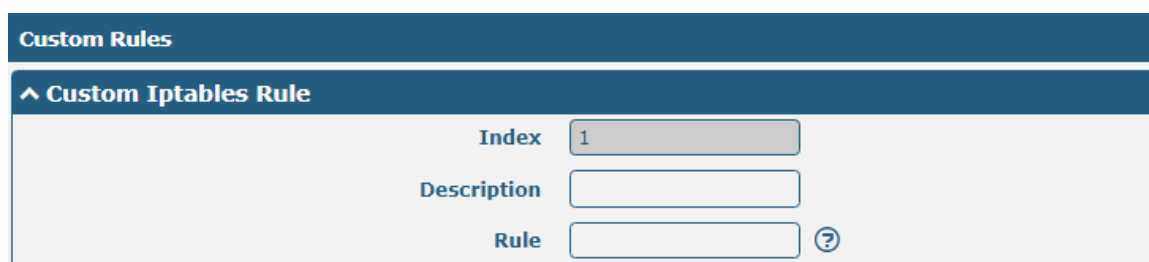 Custom Rules
Custom Iptables Rule
Index 1
Description
Rule ?